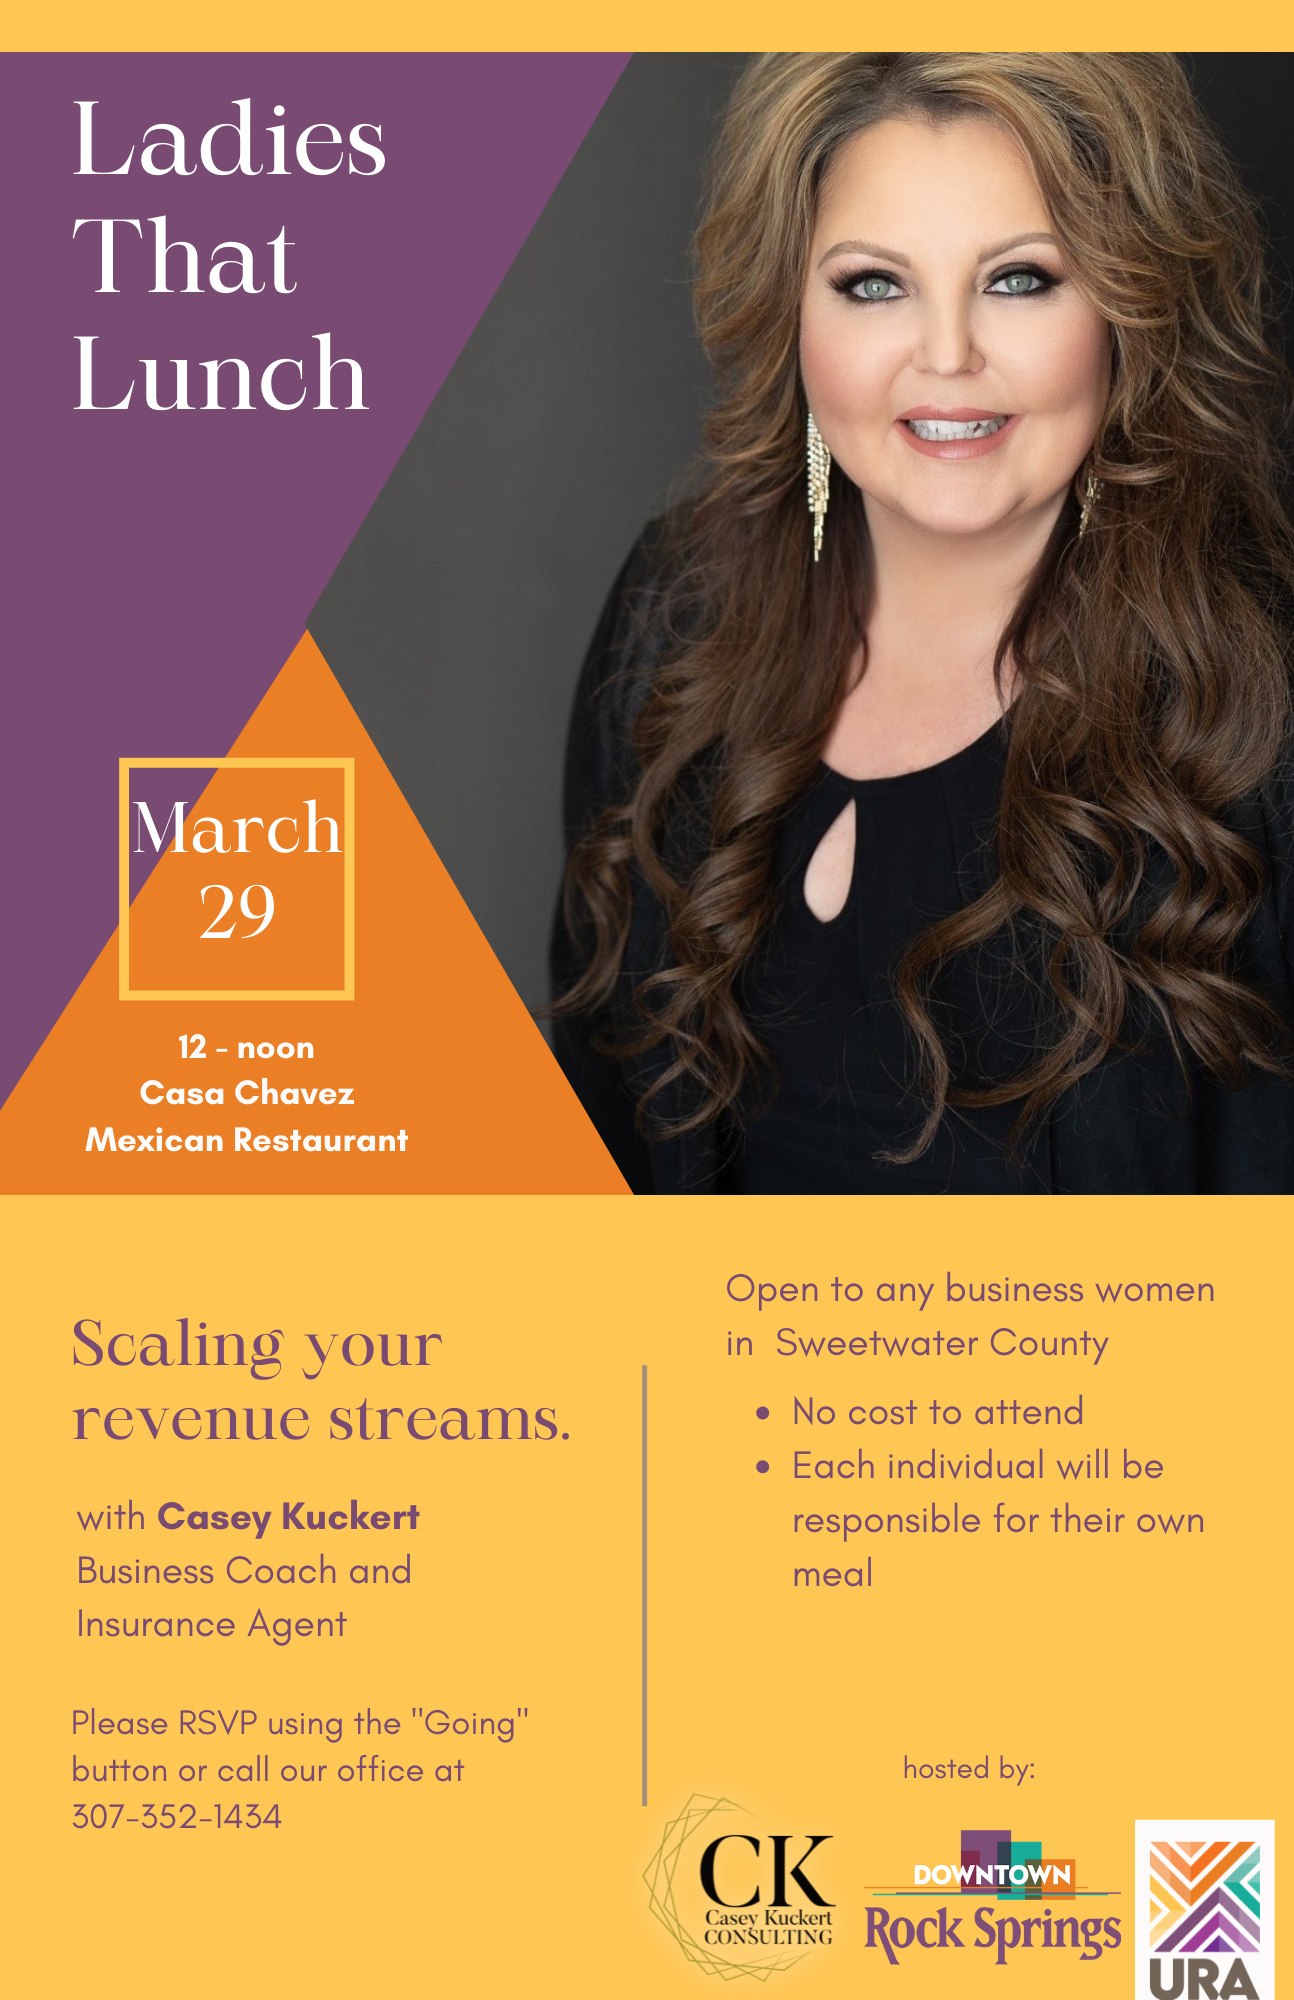 Ladies
That
Lunch
March
29
12 - noon
Casa Chavez
Mexican Restaurant
Scaling your
revenue streams.
with Casey Kuckert
Business Coach and
Insurance Agent
Please RSVP using the "Going"
button or call our office at
307-352-1434
Open to any business women
in  Sweetwater County
• No cost to attend
• Each individual will be
responsible for their own
meal
hosted by:
CK
Casey Kuckert
CONSULTING
DOWNTOWN
Rock Springs
URA